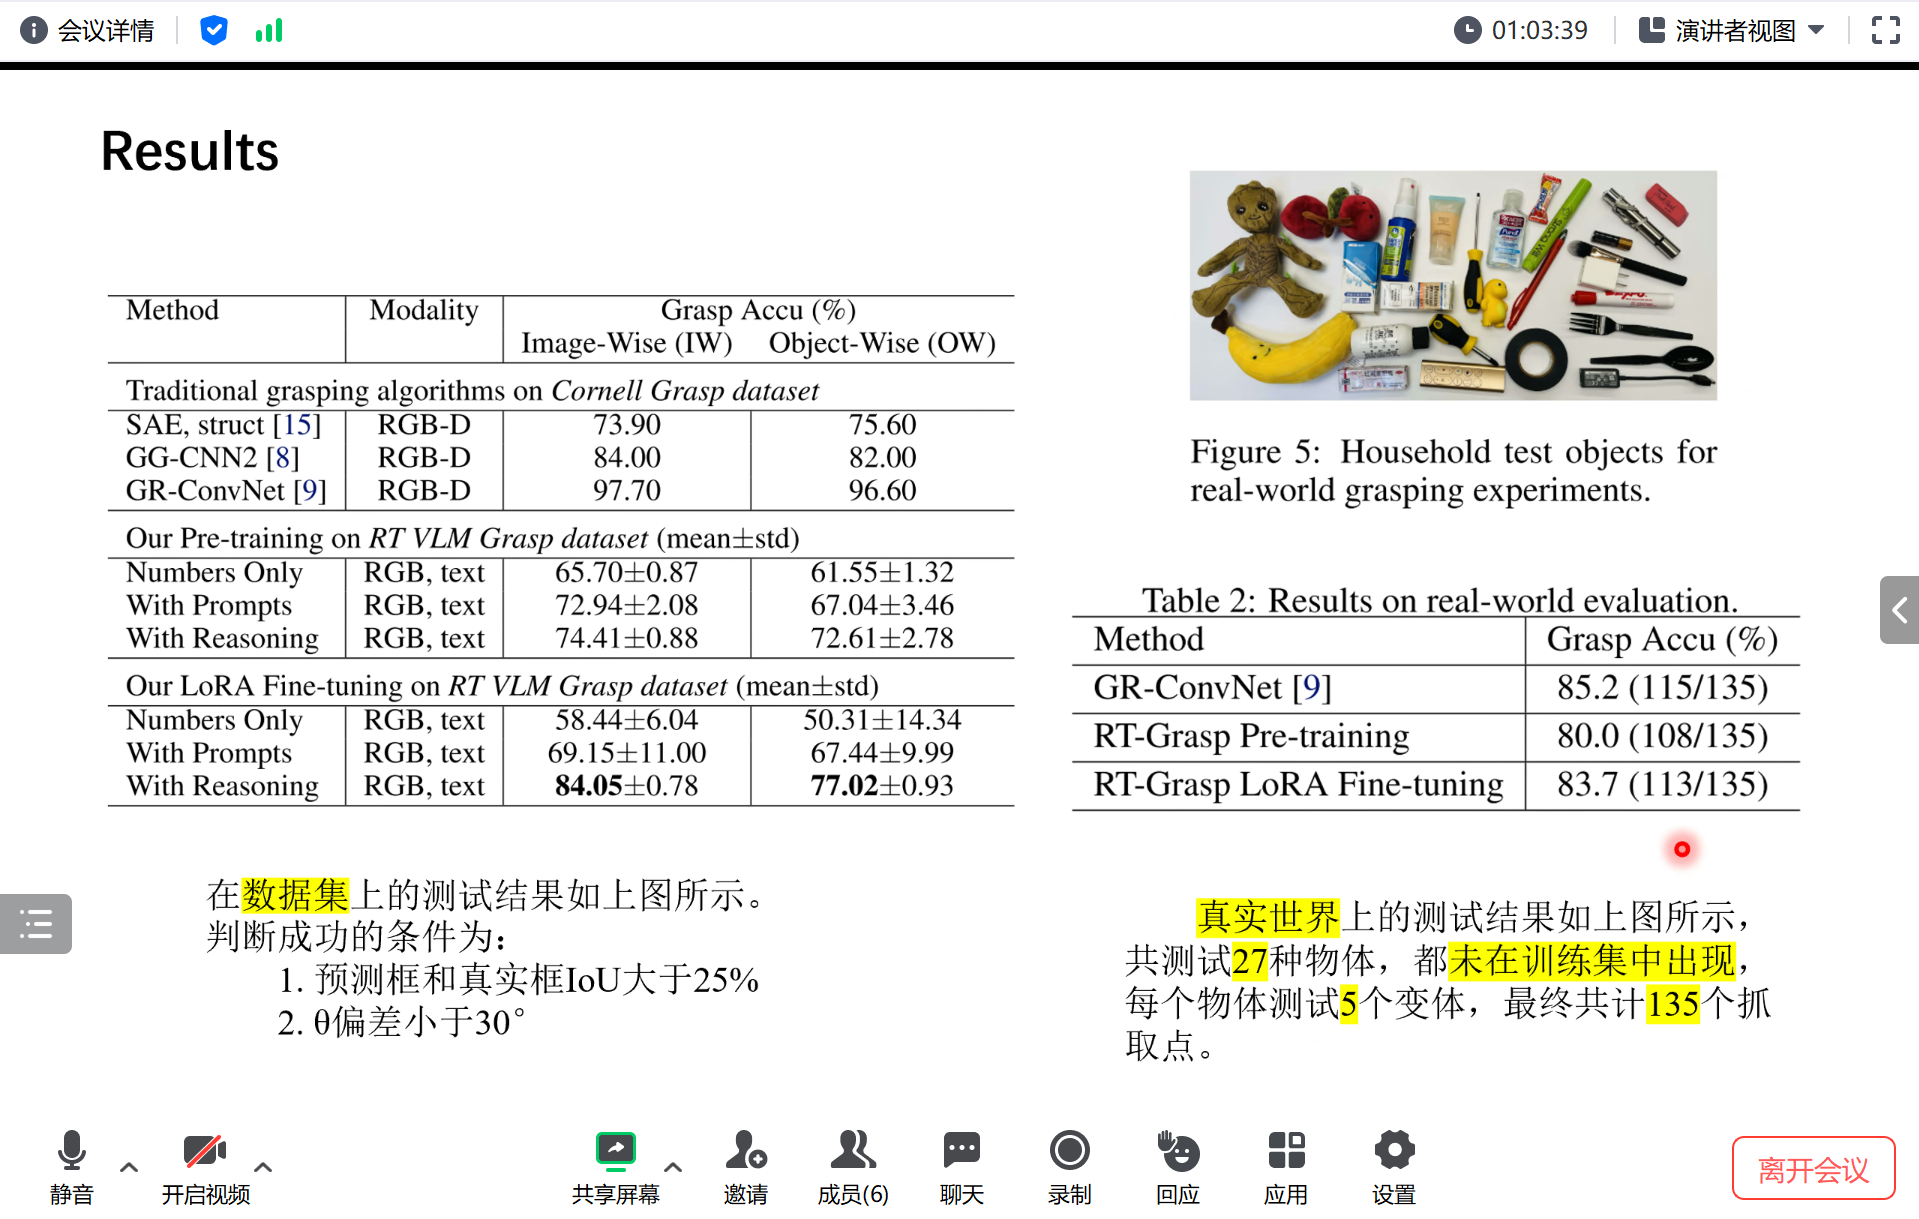 会议详情
01:03:39
演讲者视图
Results
Method Modality Grasp Accu (%)
Image-Wise (IW) Object-Wise (OW)
Traditional grasping algorithms on Cornell Grasp dataset
SAE, struct [15] RGB-D 73.90 75.60
GG-CNN2 [8] RGB-D 84.00 82.00
GR-ConvNet [9] RGB-D 97.70 96.60
Our Pre-training on RT VLM Grasp dataset (mean±std)
Numbers Only RGB, text 65.70±0.87 61.55±1.32
With Prompts RGB, text 72.94±2.08 67.04±3.46
With Reasoning RGB, text 74.41±0.88 72.61±2.78
Our LoRA Fine-tuning on RT VLM Grasp dataset (mean±std)
Numbers Only RGB, text 58.44±6.04 50.31±14.34
With Prompts RGB, text 69.15±11.00 67.44±9.99
With Reasoning RGB, text 84.05±0.78 77.02±0.93
在数据集上的测试结果如上图所示。
判断成功的条件为：
1. 预测框和真实框IoU大于25%
2. θ偏差小于30°
Figure 5: Household test objects for
real-world grasping experiments.
Table 2: Results on real-world evaluation.
Method Grasp Accu (%)
GR-ConvNet [9] 85.2 (115/135)
RT-Grasp Pre-training 80.0 (108/135)
RT-Grasp LoRA Fine-tuning 83.7 (113/135)
真实世界上的测试结果如上图所示，
共测试27种物体，都未在训练集中出现，
每个物体测试5个变体，最终共计135个抓
取点。
静音
开启视频
共享屏幕
邀请
成员(6)
聊天
录制
回应
应用
设置
离开会议